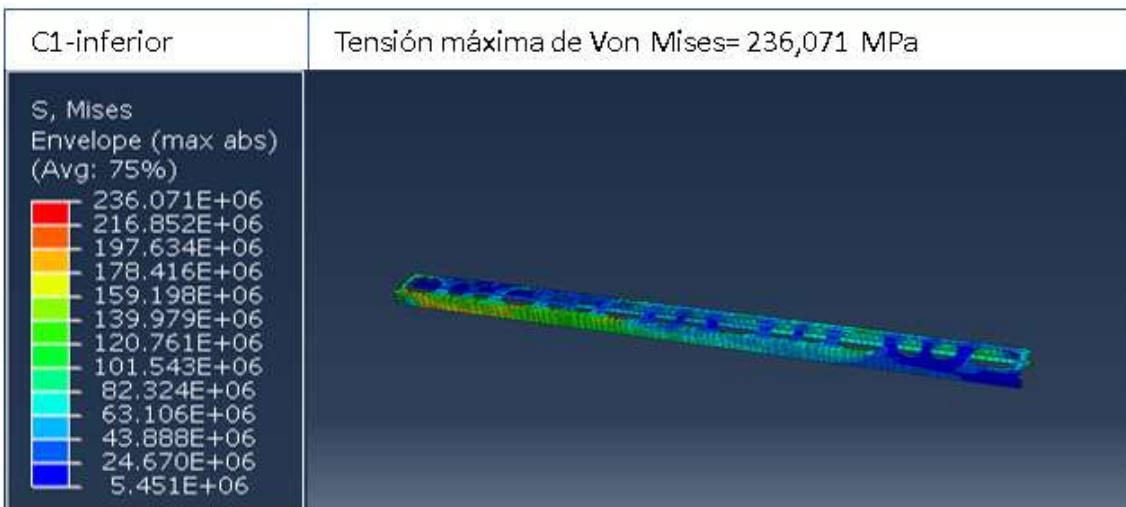 C1-inferior
Tensión máxima de Von Mises= 236,071 MPa
S, Mises
Envelope (max abs)
(Avg: 75%)
236.071E+06
216.852E+06
197.634E+06
178.416E+06
159.198E+06
139.979E+06
120.761E+06
101.543E+06
82.324E+06
63.106E+06
43.888E+06
24.670E+06
5.451E+06